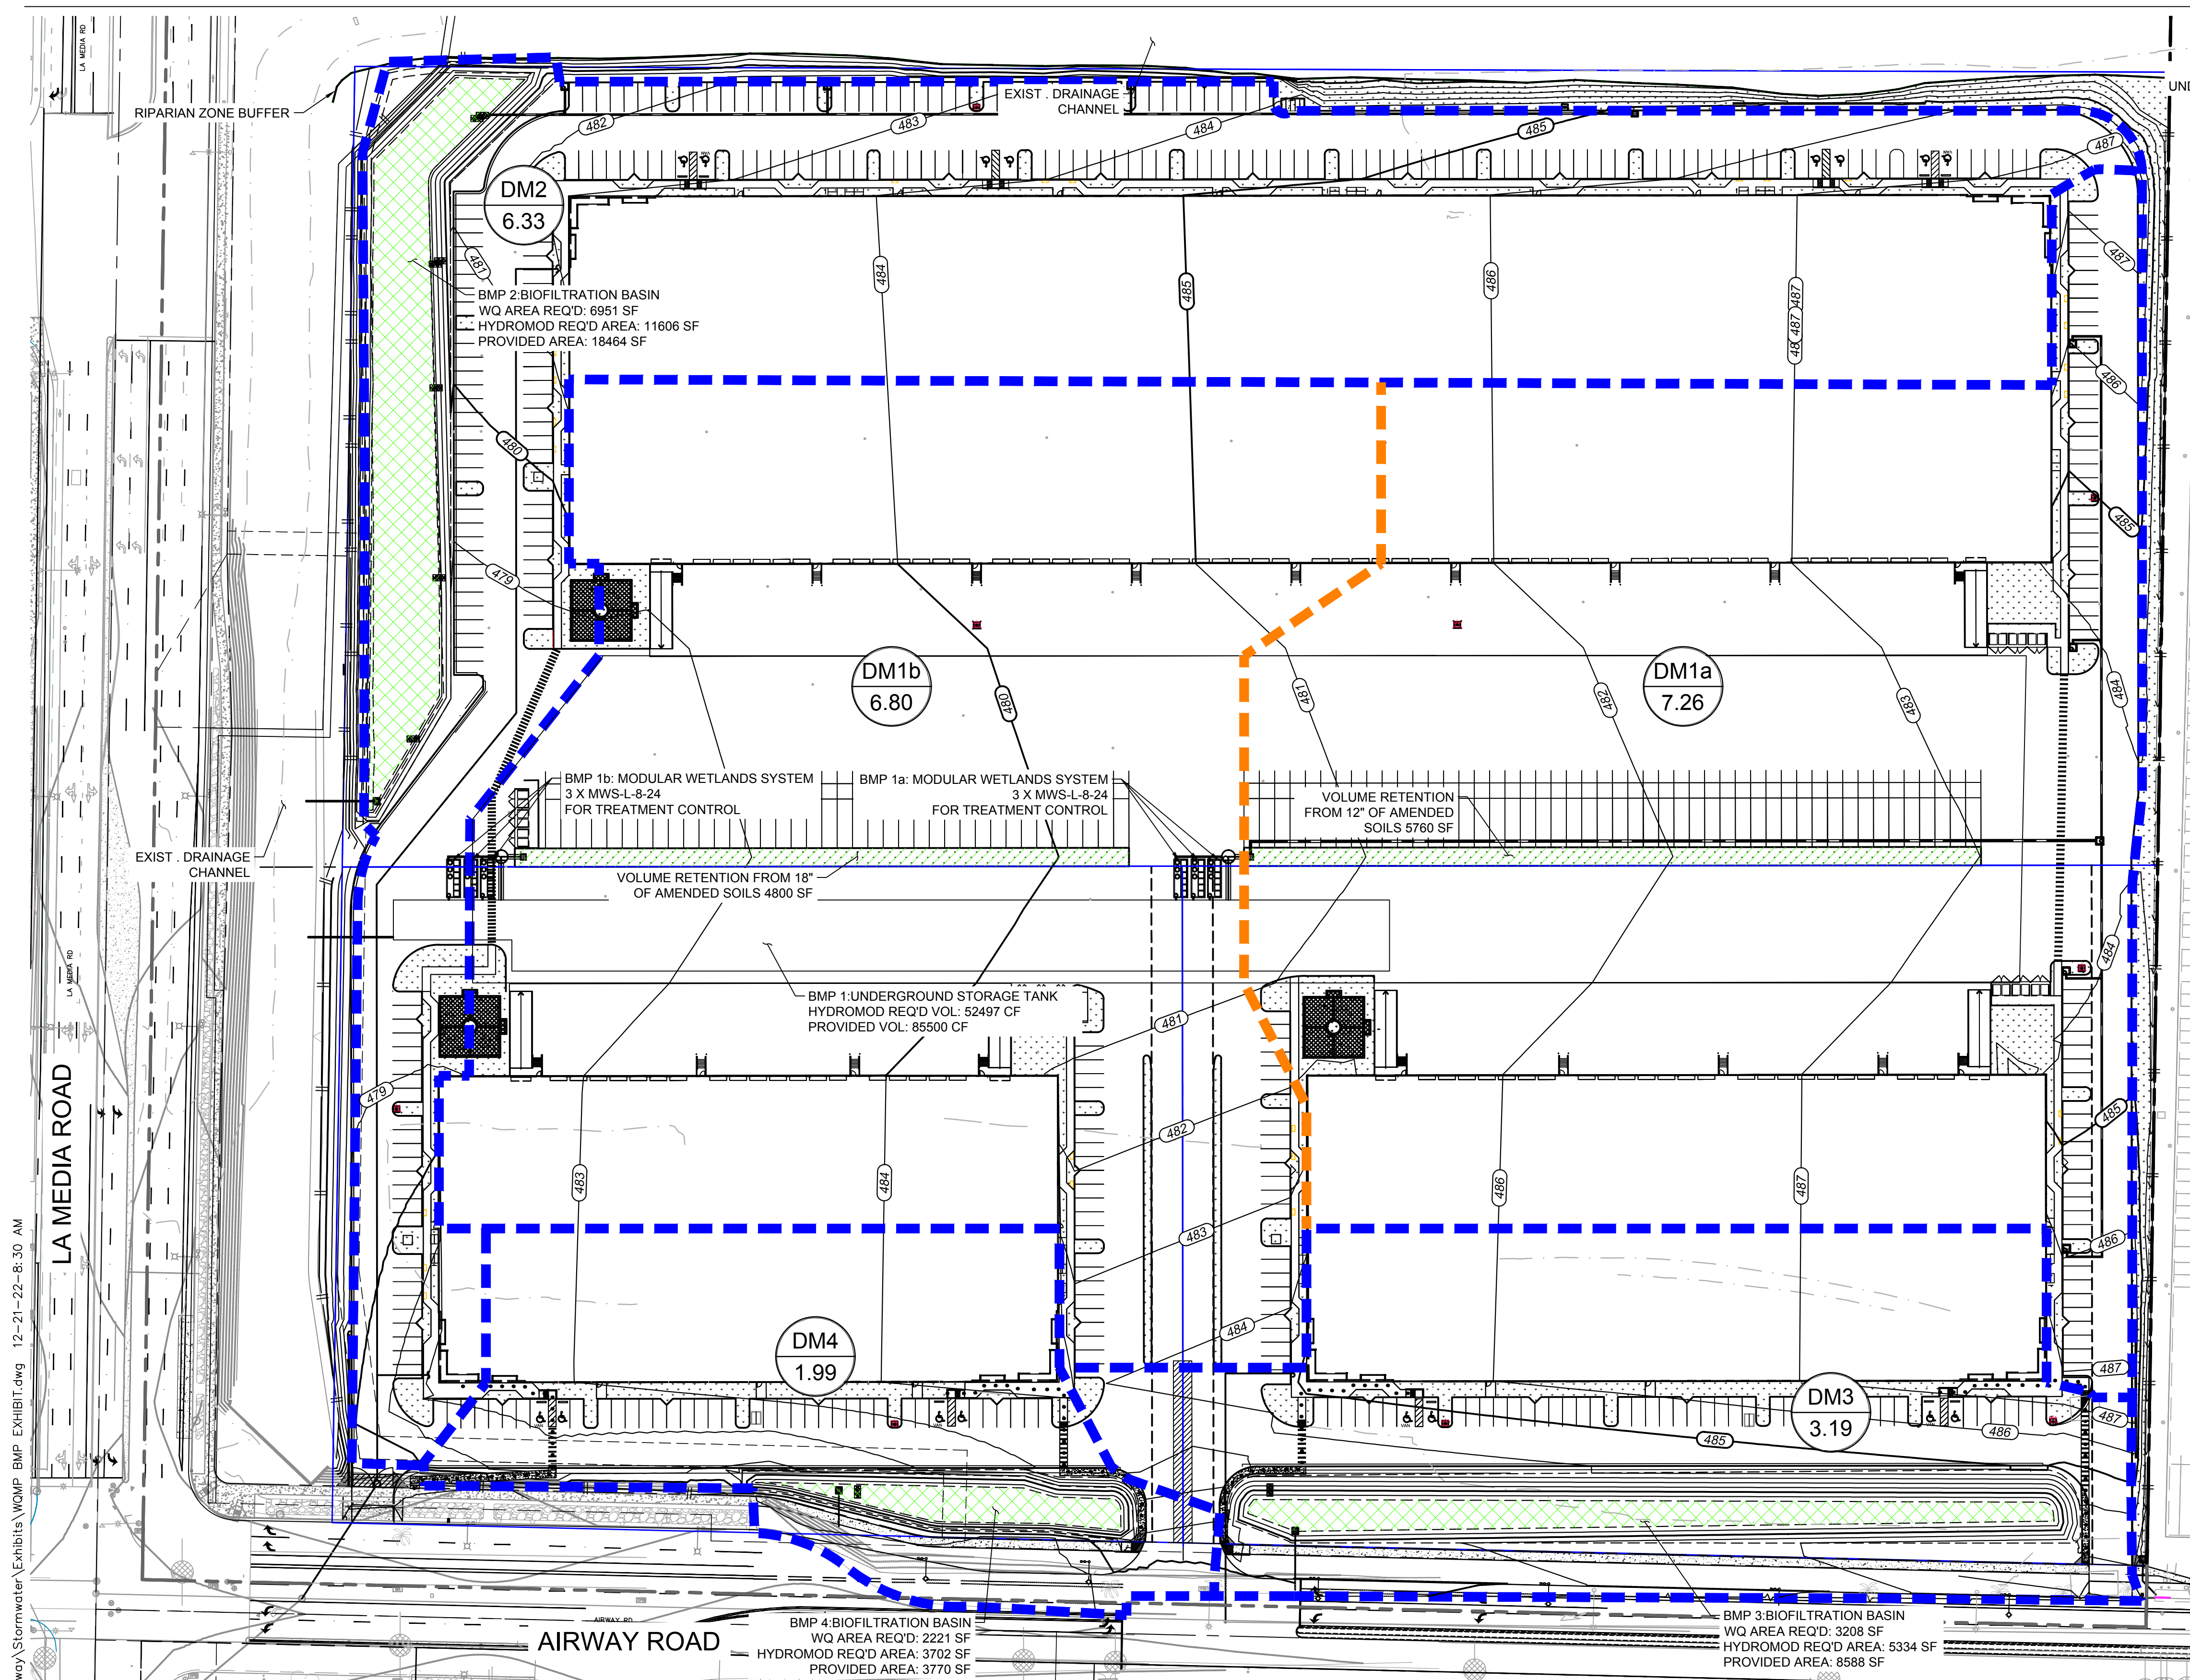 LA MEDIA RD
RIPARIAN ZONE BUFFER
EXIST . DRAINAGE
CHANNEL
UND
482
483
484
485
487
DM2
6.33
481
484
485
486
487
487
487
BMP 2:BIOFILTRATION BASIN
WQ AREA REQ'D: 6951 SF
HYDROMOD REQ'D AREA: 11606 SF
PROVIDED AREA: 18464 SF
486
480
485
479
DM1b
6.80
DM1a
7.26
480
481
482
483
484
BMP 1b: MODULAR WETLANDS SYSTEM
3 X MWS-L-8-24
FOR TREATMENT CONTROL
BMP 1a: MODULAR WETLANDS SYSTEM
3 X MWS-L-8-24
FOR TREATMENT CONTROL
VOLUME RETENTION
FROM 12" OF AMENDED
SOILS 5760 SF
EXIST . DRAINAGE
CHANNEL
VOLUME RETENTION FROM 18"
OF AMENDED SOILS 4800 SF
484
LA MEDIA RD
BMP 1:UNDERGROUND STORAGE TANK
HYDROMOD REQ'D VOL: 52497 CF
PROVIDED VOL: 85500 CF
481
479
485
482
LA MEDIA ROAD
483
484
486
487
483
486
484
DM4
1.99
487
DM3
3.19
487
VAN
VAN
VAN
VAN
485
486
way\Stormwater\Exhibits\WQMP BMP EXHIBIT.dwg 12-21-22-8:30 AM
AIRWAY RD
AIRWAY ROAD
BMP 4:BIOFILTRATION BASIN
WQ AREA REQ'D: 2221 SF
HYDROMOD REQ'D AREA: 3702 SF
PROVIDED AREA: 3770 SF
BMP 3:BIOFILTRATION BASIN
WQ AREA REQ'D: 3208 SF
HYDROMOD REQ'D AREA: 5334 SF
PROVIDED AREA: 8588 SF